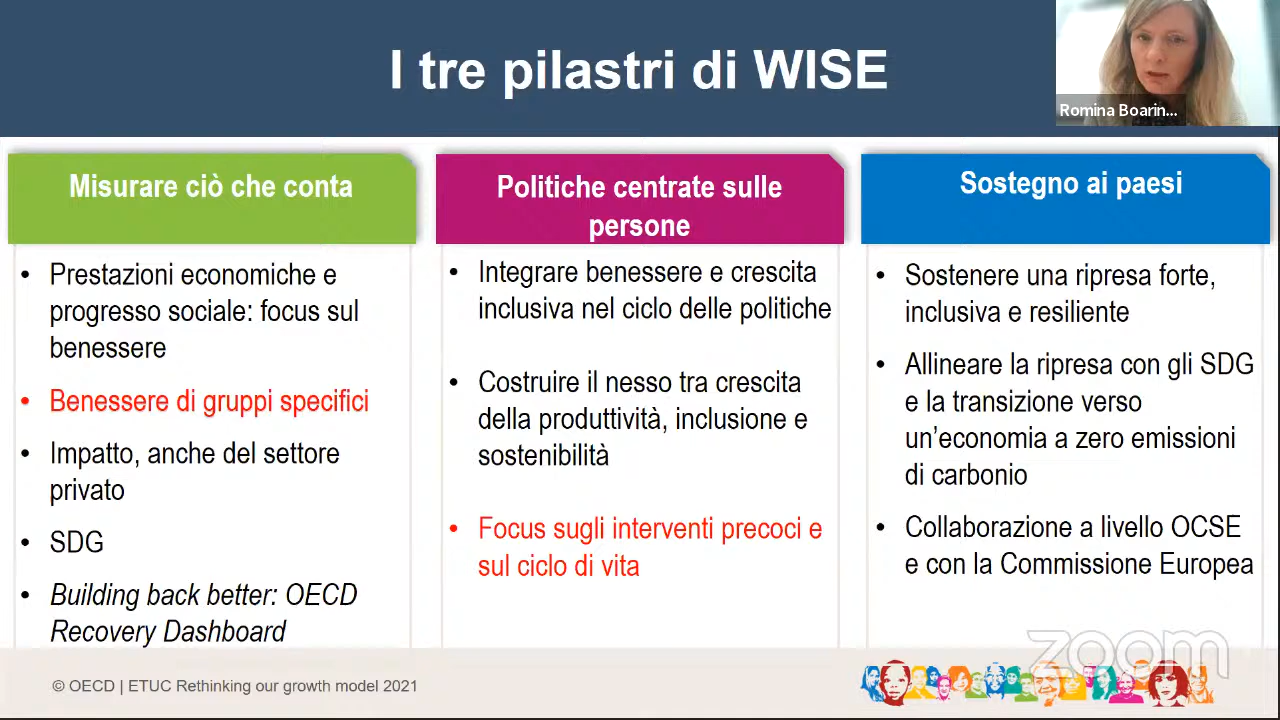 I tre pilastri di WISE
Romina Boarin...
Misurare ciò che conta
Prestazioni economiche e
progresso sociale: focus sul
benessere
Benessere di gruppi specifici
Impatto, anche del settore
privato
SDG
Building back better: OECD
Recovery Dashboard
Politiche centrate sulle
persone
Integrare benessere e crescita
inclusiva nel ciclo delle politiche
Costruire il nesso tra crescita
della produttività, inclusione e
sostenibilità
Focus sugli interventi precoci e
sul ciclo di vita
Sostegno ai paesi
Sostenere una ripresa forte,
inclusiva e resiliente
Allineare la ripresa con gli SDG
e la transizione verso
un’economia a zero emissioni
di carbonio
Collaborazione a livello OCSE
e con la Commissione Europea
zoom
© OECD | ETUC Rethinking our growth model 2021